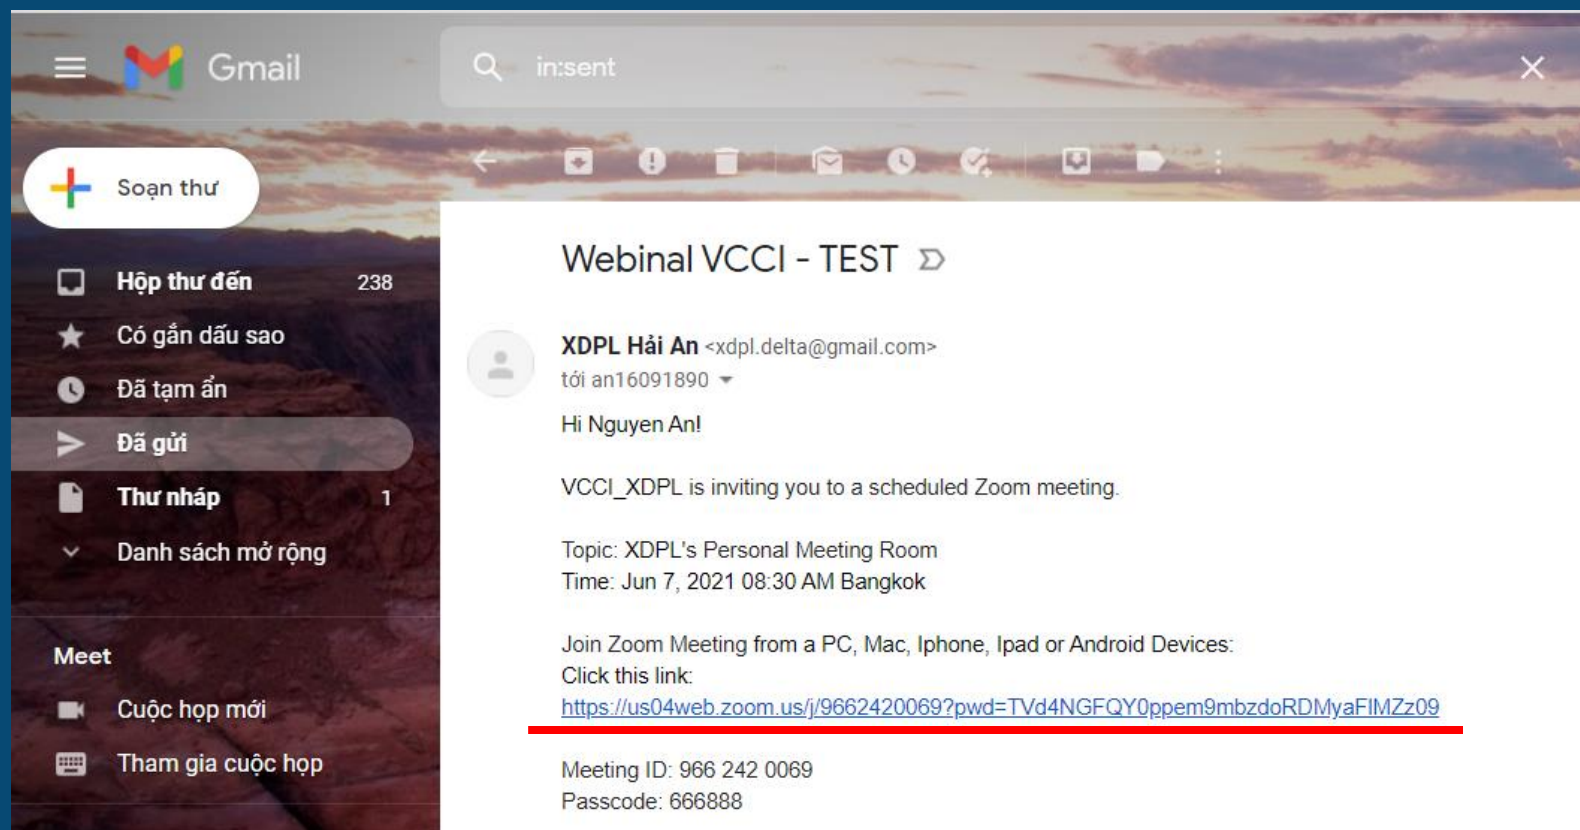 Gmail
in:sent
Soạn thư
Hộp thư đến 238
Có gắn dấu sao
Đã tạm ẩn
Đã gửi
Thư nháp 1
Danh sách mở rộng
Meet
Cuộc họp mới
Tham gia cuộc họp
Webinal VCCI - TEST
XDPL Hải An <xdpl.delta@gmail.com>
tới an16091890
Hi Nguyen An!
VCCI_XDPL is inviting you to a scheduled Zoom meeting.
Topic: XDPL's Personal Meeting Room
Time: Jun 7, 2021 08:30 AM Bangkok
Join Zoom Meeting from a PC, Mac, Iphone, Ipad or Android Devices:
Click this link:
https://us04web.zoom.us/j/9662420069?pwd=TVd4NGFQY0ppem9mbzdoRDMyaFlMZz09
Meeting ID: 966 242 0069
Passcode: 666888